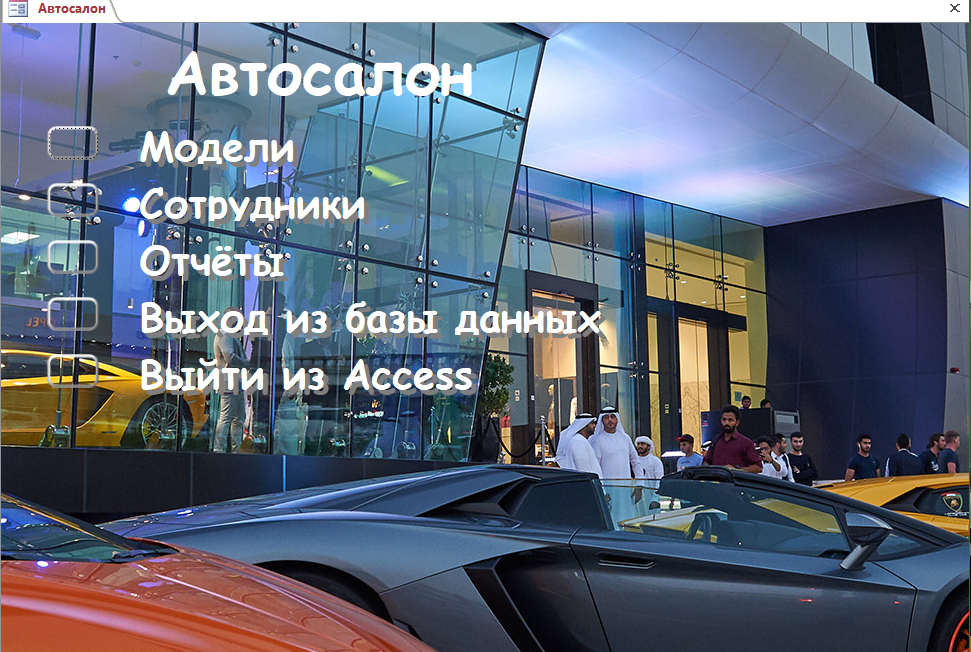 Автосалон
Автосалон
Модели
Сотрудники
Отчёты
Выход из базы данных
Выйти из Access